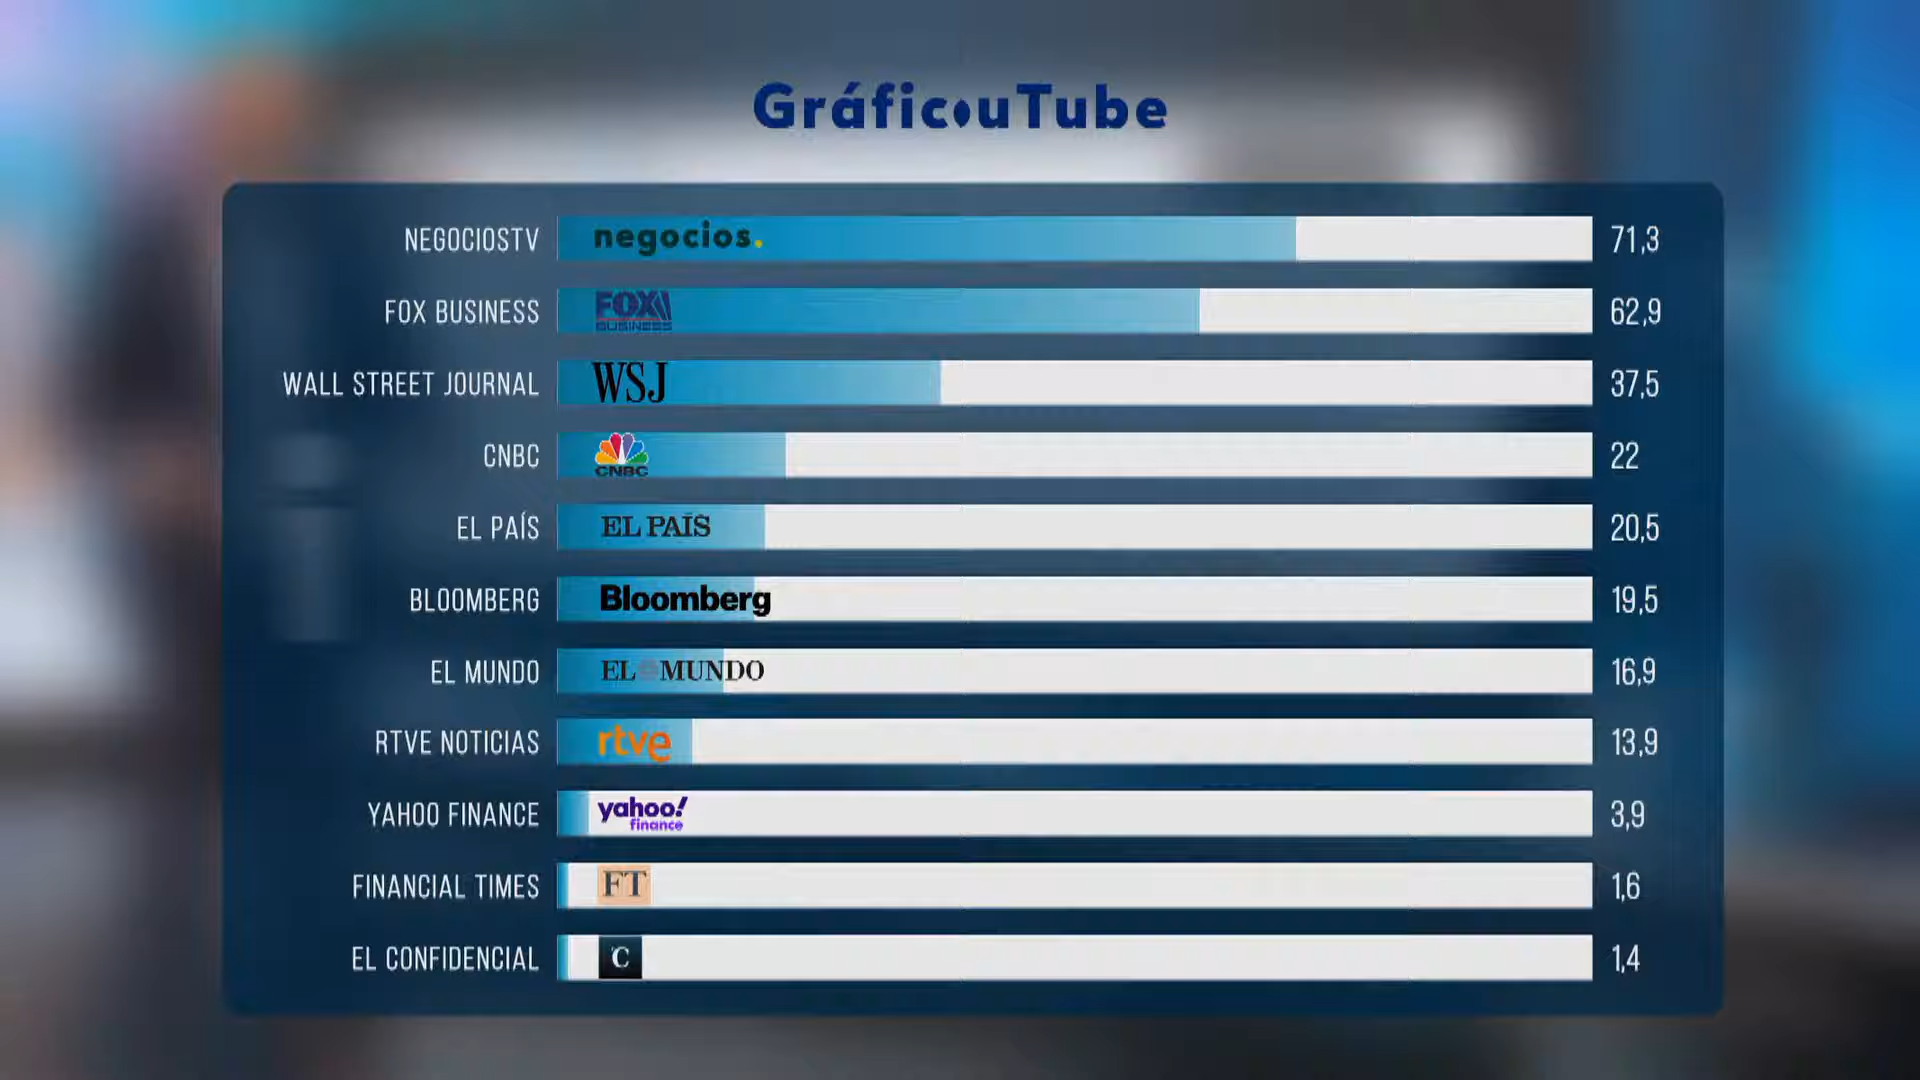 GráficouTube
NEGOCIOSTV negocios. 71,3
FOX BUSINESS FOX BUSINESS 62,9
WALL STREET JOURNAL WSJ 37,5
CNBC CNBC 22
EL PAÍS EL PAÍS 20,5
BLOOMBERG Bloomberg 19,5
EL MUNDO EL MUNDO 16,9
RTVE NOTICIAS rtve 13,9
YAHOO FINANCE yahoo! finance 3,9
FINANCIAL TIMES FT 1,6
EL CONFIDENCIAL C 1,4